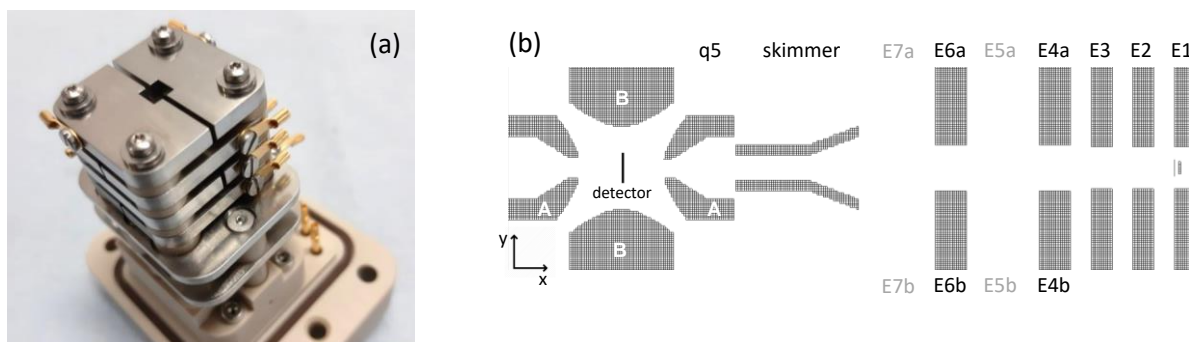 (a)
(b)
q5 skimmer E7a E6a E5a E4a E3 E2 E1
B
detector
A A
B
y
x
E7b E6b E5b E4b